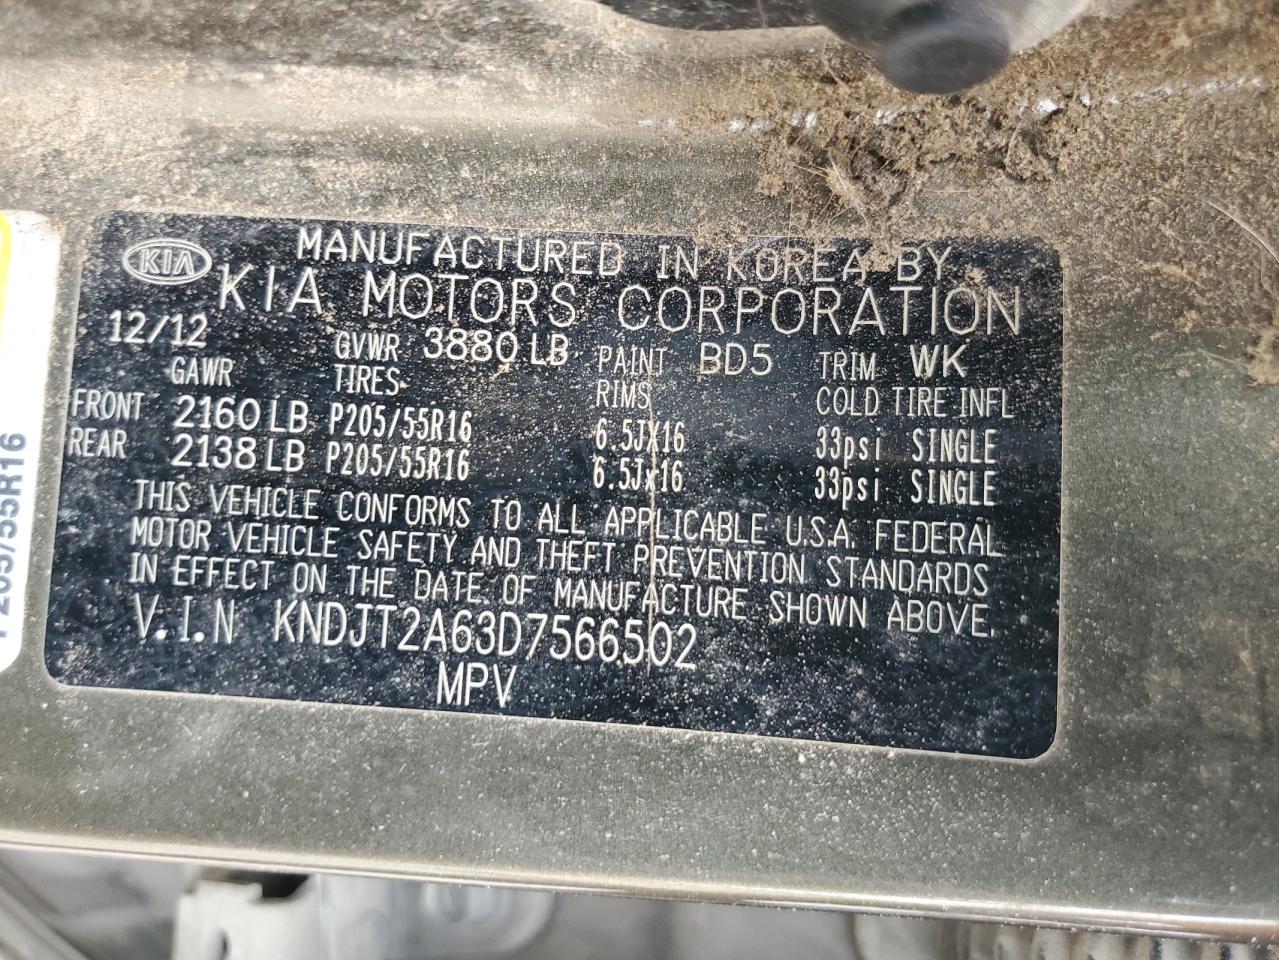 KIA
MANUFACTURED IN KOREA BY
KIA MOTORS CORPORATION
12/12 GVWR 3880 LB PAINT BD5 TRIM WK
GAWR TIRES RIMS COLD TIRE INFL
FRONT 2160 LB P205/55R16 6.5JX16 33psi SINGLE
REAR 2138 LB P205/55R16 6.5Jx16 33psi SINGLE
THIS VEHICLE CONFORMS TO ALL APPLICABLE U.S.A. FEDERAL
MOTOR VEHICLE SAFETY AND THEFT PREVENTION STANDARDS
IN EFFECT ON THE DATE OF MANUFACTURE SHOWN ABOVE.
V.I.N KNDJT2A63D7566502
MPV
P205/55R16